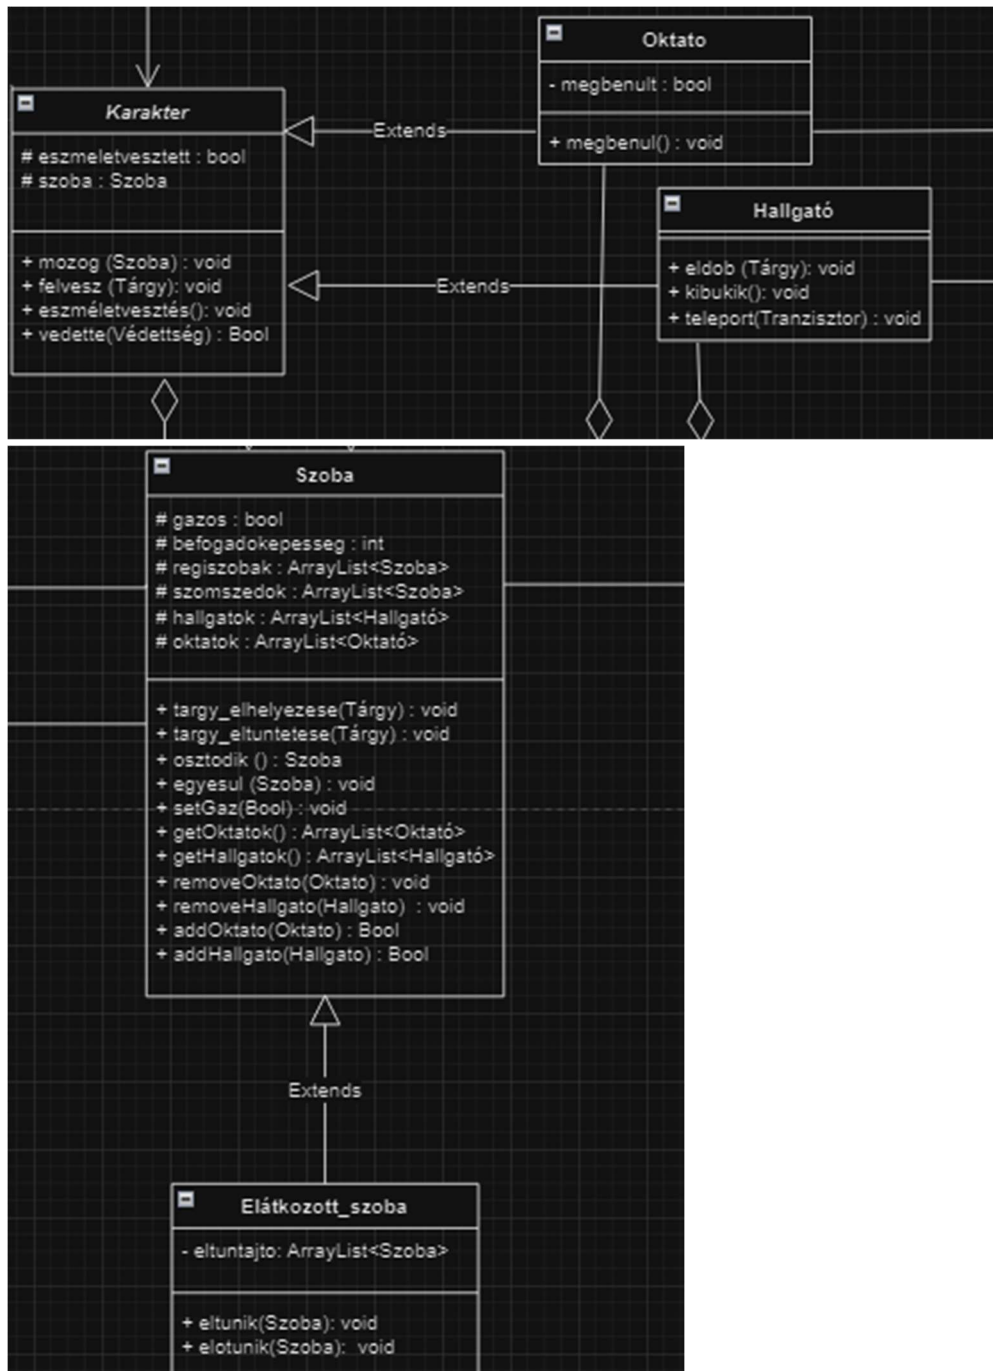 Oktato
- megbenult : bool
+ megbenul() : void
Karakter
# eszmeletvesztett : bool
# szoba : Szoba
+ mozog (Szoba) : void
+ felvesz (Tárgy): void
+ eszméletvesztés(): void
+ vedette(Védettség) : Bool
Extends
Hallgató
+ eldob (Tárgy): void
+ kibukik(): void
+ teleport(Tranzisztor) : void
Extends
Szoba
# gazos : bool
# befogadokepesseg : int
# regiszobak : ArrayList<Szoba>
# szomszedok : ArrayList<Szoba>
# hallgatok : ArrayList<Hallgató>
# oktatok : ArrayList<Oktató>
+ targy_elhelyezese(Tárgy) : void
+ targy_eltuntetese(Tárgy) : void
+ osztodik () : Szoba
+ egyesul (Szoba) : void
+ setGaz(Bool) : void
+ getOktatok() : ArrayList<Oktató>
+ getHallgatok() : ArrayList<Hallgató>
+ removeOktato(Oktato) : void
+ removeHallgato(Hallgato) : void
+ addOktato(Oktato) : Bool
+ addHallgato(Hallgato) : Bool
Extends
Elátkozott_szoba
- eltuntajto: ArrayList<Szoba>
+ eltunik(Szoba): void
+ elotunik(Szoba): void